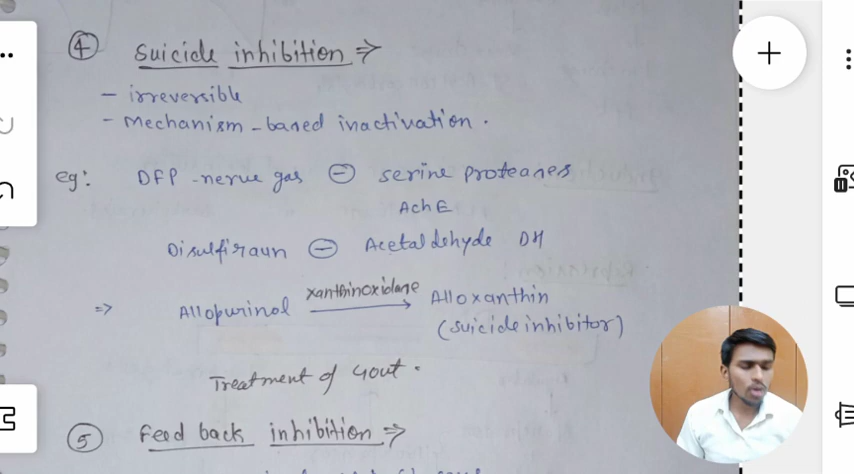 ④ Suicide inhibition ⇒
- irreversible
- Mechanism-based inactivation.
eg: DFP - nerve gas ⊖ serine proteases
AchE
Disulfiraum ⊖ Acetaldehyde DH
⇒ Allopurinol xanthinoxidase → Alloxanthin
(suicide inhibitor)
Treatment of Gout.
⑤ Feed back inhibition ⇒